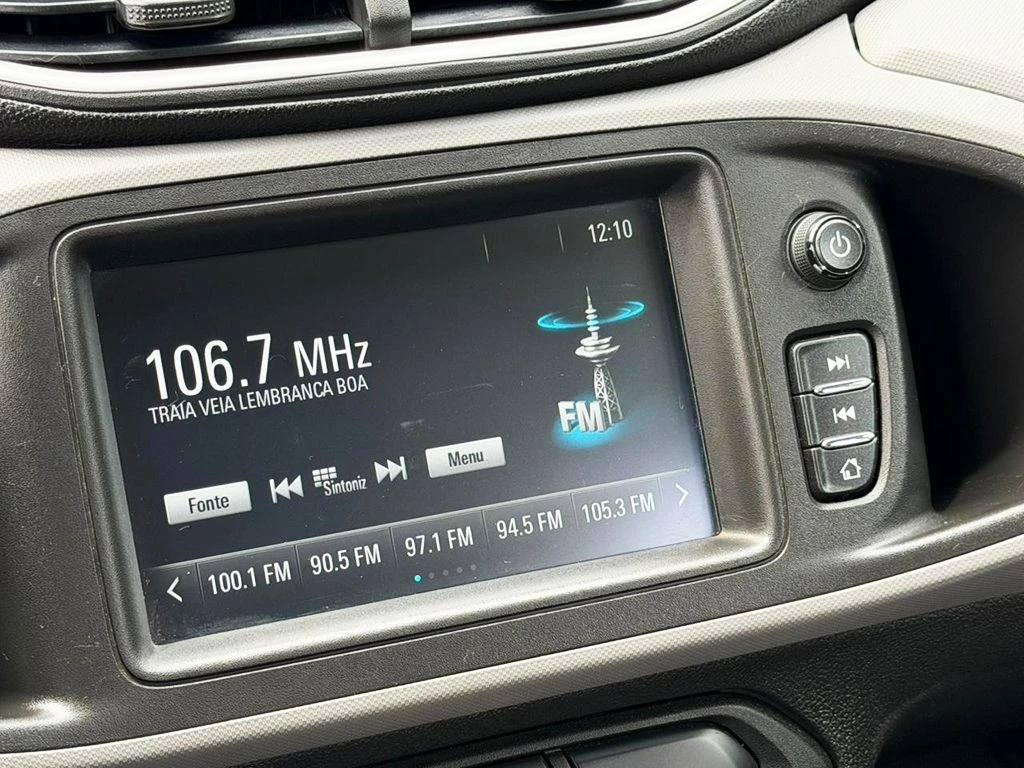 12:10
106.7 MHz
TRAIA VEIA LEMBRANCA BOA
FM
Fonte
Sintoniz
Menu
100.1 FM
90.5 FM
97.1 FM
94.5 FM
105.3 FM